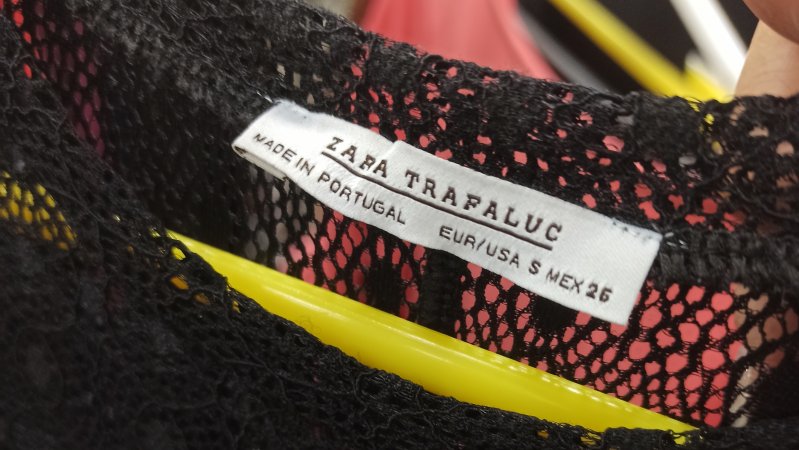 ZARA TRAFALUC
MADE IN PORTUGAL
EUR/USA S MEX 26